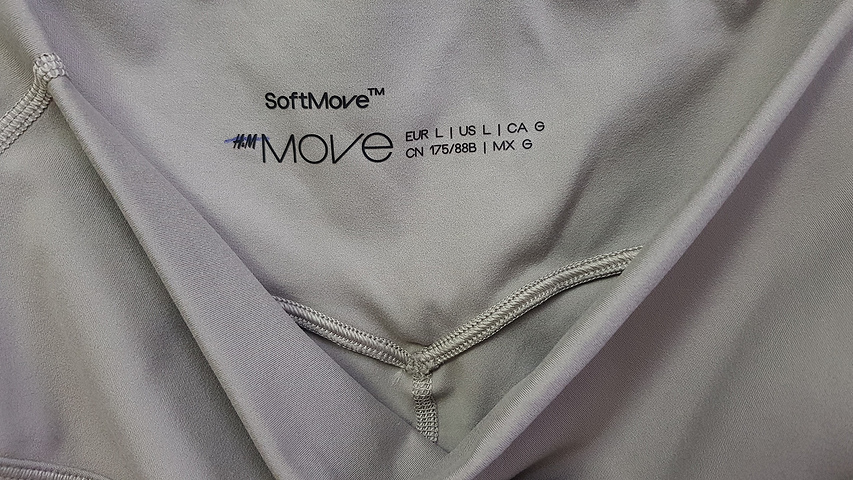 SoftMove™
H&M MOVE
EUR L | US L | CA G
CN 175/88B | MX G